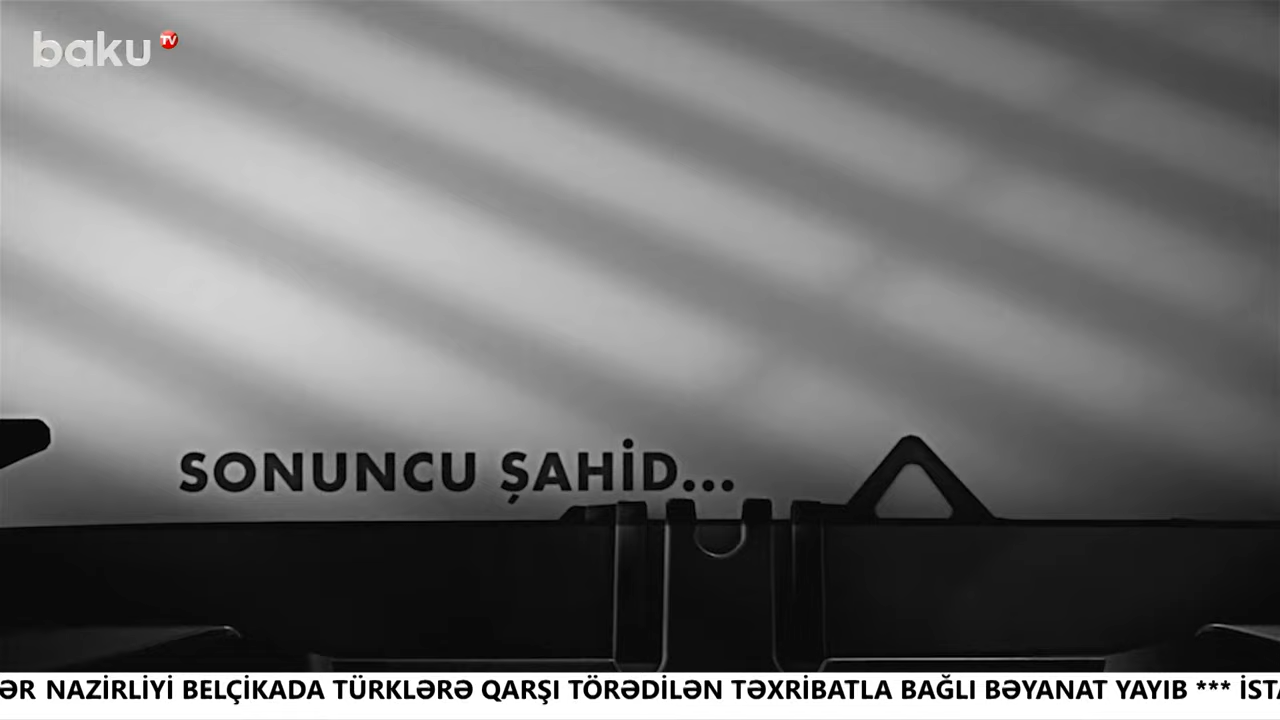 baku TV
SONUNCU ŞAHİD...
NAZİRLİYİ BELÇİKADA TÜRKLƏRƏ QARŞI TÖRƏDİLƏN TƏXRİBATLA BAĞLI BƏYANAT YAYIB ***